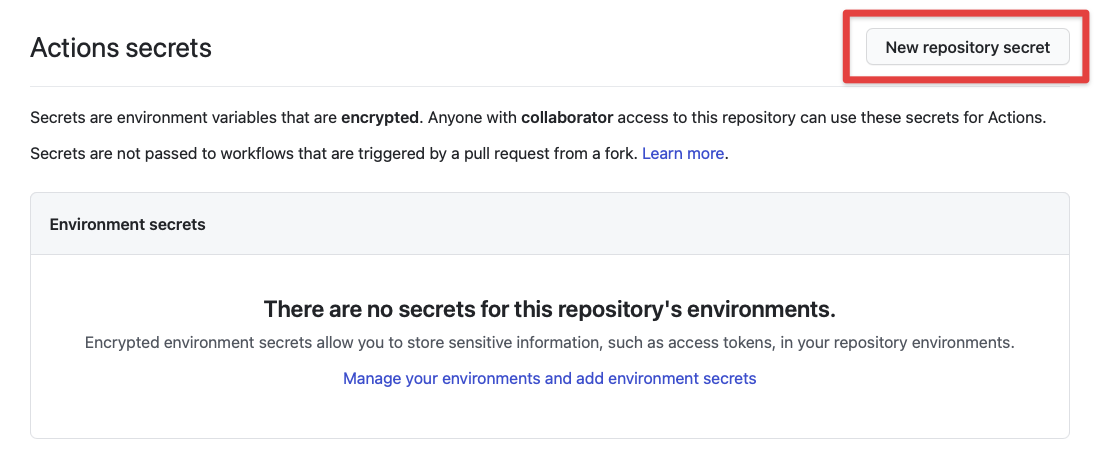 Actions secrets
New repository secret
Secrets are environment variables that are encrypted. Anyone with collaborator access to this repository can use these secrets for Actions.
Secrets are not passed to workflows that are triggered by a pull request from a fork. Learn more.
Environment secrets
There are no secrets for this repository's environments.
Encrypted environment secrets allow you to store sensitive information, such as access tokens, in your repository environments.
Manage your environments and add environment secrets